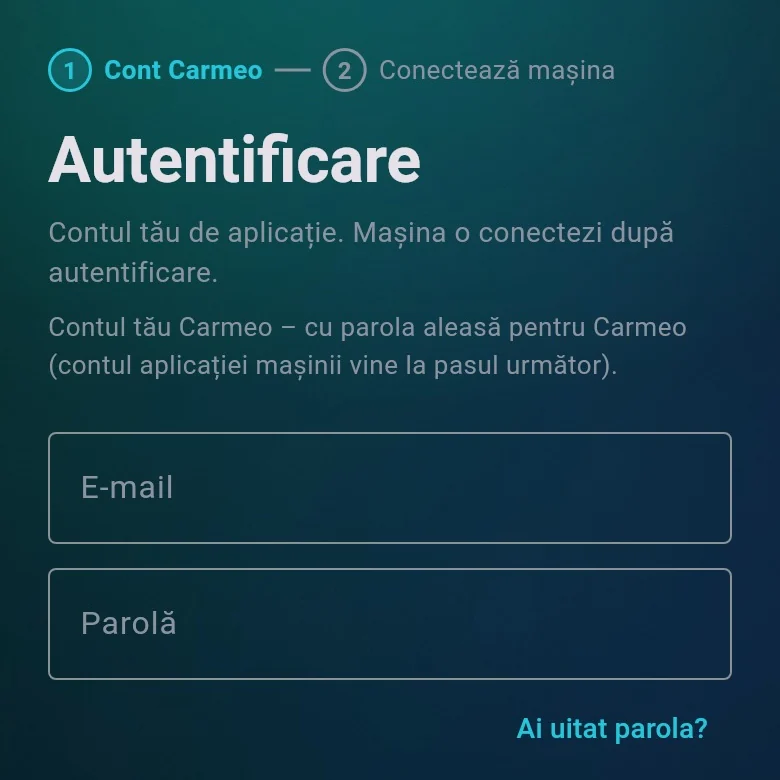 1 Cont Carmeo — 2 Conectează mașina
Autentificare
Contul tău de aplicație. Mașina o conectezi după
autentificare.
Contul tău Carmeo – cu parola aleasă pentru Carmeo
(contul aplicației mașinii vine la pasul următor).
E-mail
Parolă
Ai uitat parola?